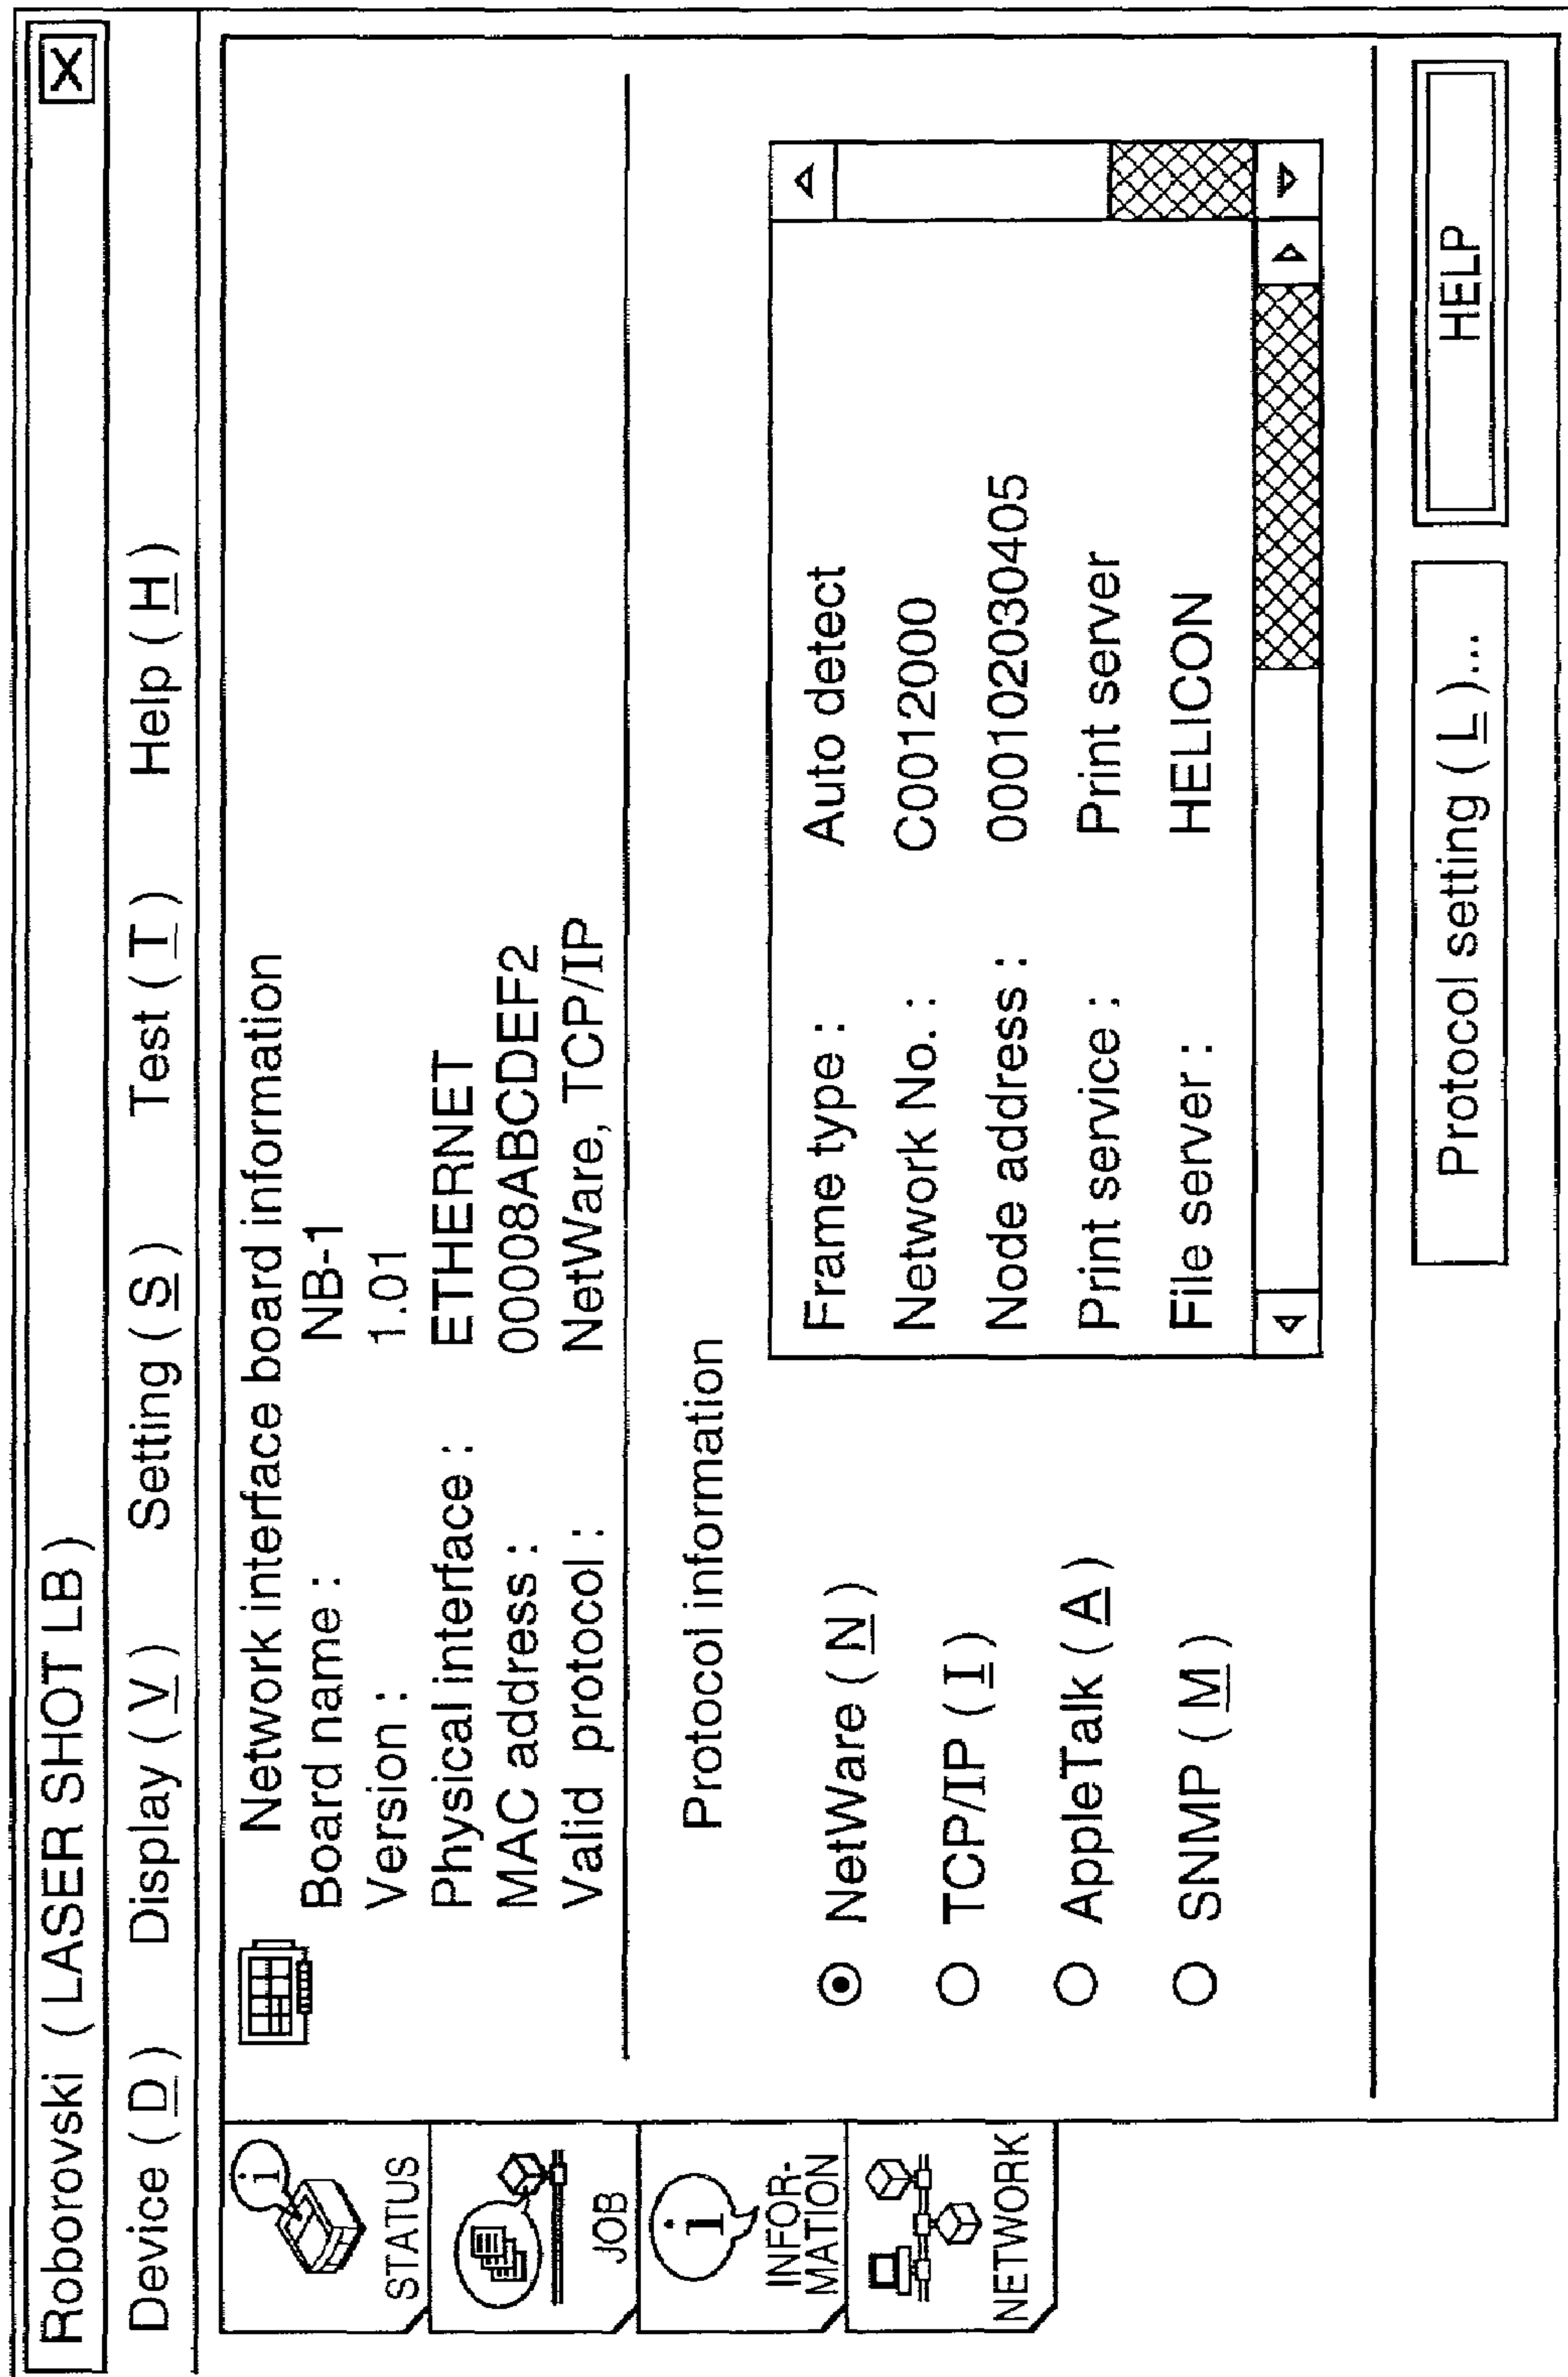 Roborovski ( LASER SHOT LB )
X
Device ( D ) Display ( V ) Setting ( S ) Test ( T ) Help ( H )
STATUS
JOB
INFOR-
MATION
NETWORK
Network interface board information
Board name : NB-1
Version : 1.01
Physical interface : ETHERNET
MAC address : 00008ABCDEF2
Valid protocol : NetWare, TCP/IP
Protocol information
NetWare ( N )
TCP/IP ( I )
AppleTalk ( A )
SNMP ( M )
Frame type : Auto detect
Network No. : C0012000
Node address : 000102030405
Print service : Print server
File server : HELICON
Protocol setting ( L )...
HELP